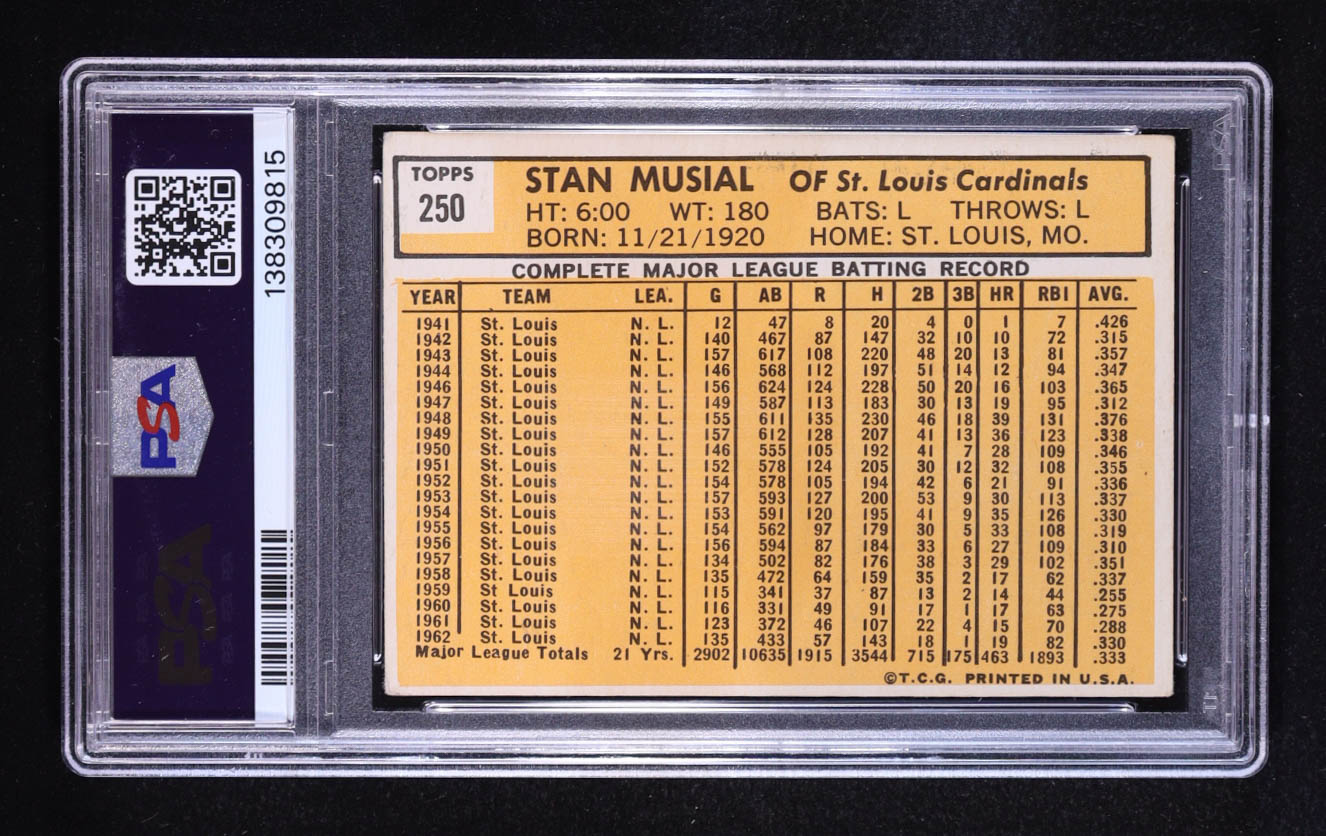 TOPPS
250
STAN MUSIAL OF St. Louis Cardinals
HT: 6:00 WT: 180 BATS: L THROWS: L
BORN: 11/21/1920 HOME: ST. LOUIS, MO.
COMPLETE MAJOR LEAGUE BATTING RECORD
YEAR TEAM LEA. G AB R H 2B 3B HR RBI AVG.
1941 St. Louis N. L. 12 47 8 20 4 0 1 7 .426
1942 St. Louis N. L. 140 467 87 147 32 10 10 72 .315
1943 St. Louis N. L. 157 617 108 220 48 20 13 81 .357
1944 St. Louis N. L. 146 568 112 197 51 14 12 94 .347
1946 St. Louis N. L. 156 624 124 228 50 20 16 103 .365
1947 St. Louis N. L. 149 587 113 183 30 13 19 95 .312
1948 St. Louis N. L. 155 611 135 230 46 18 39 131 .376
1949 St. Louis N. L. 157 612 128 207 41 13 36 123 .338
1950 St. Louis N. L. 146 555 105 192 41 7 28 109 .346
1951 St. Louis N. L. 152 578 124 205 30 12 32 108 .355
1952 St. Louis N. L. 154 578 105 194 42 6 21 91 .336
1953 St. Louis N. L. 157 593 127 200 53 9 30 113 .337
1954 St. Louis N. L. 153 591 120 195 41 9 35 126 .330
1955 St. Louis N. L. 154 562 97 179 30 5 33 108 .319
1956 St. Louis N. L. 156 594 87 184 33 6 27 109 .310
1957 St. Louis N. L. 134 502 82 176 38 3 29 102 .351
1958 St. Louis N. L. 135 472 64 159 35 2 17 62 .337
1959 St Louis N. L. 115 341 37 87 13 2 14 44 .255
1960 St. Louis N. L. 116 331 49 91 17 1 17 63 .275
1961 St. Louis N. L. 123 372 46 107 22 4 15 70 .288
1962 St. Louis N. L. 135 433 57 143 18 1 19 82 .330
Major League Totals 21 Yrs. 2902 10635 1915 3544 715 175 463 1893 .333
©T.C.G. PRINTED IN U.S.A.
138309815
PSA
PSA
PSA